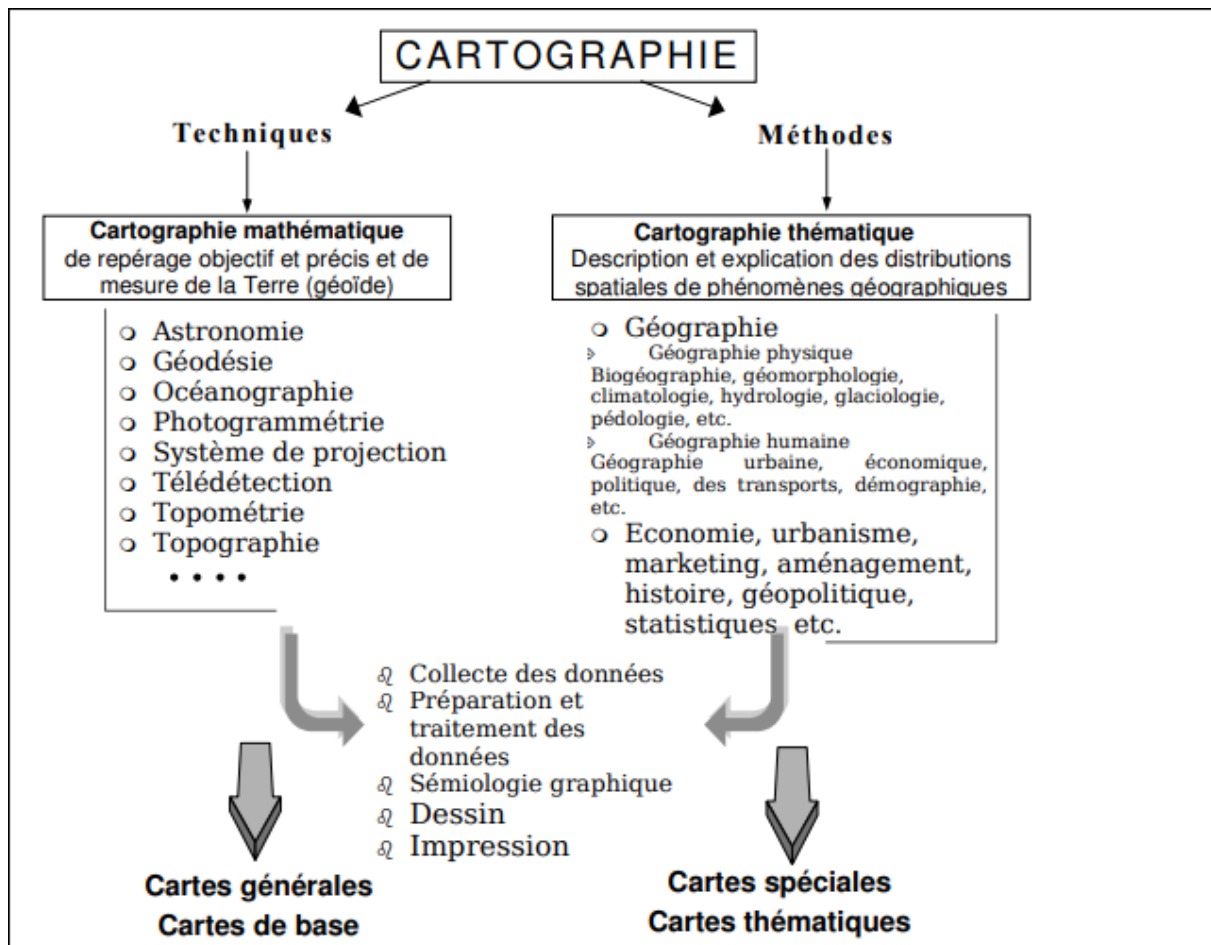 CARTOGRAPHIE
Techniques
Méthodes
Cartographie mathématique
de repérage objectif et précis et de
mesure de la Terre (géoïde)
Cartographie thématique
Description et explication des distributions
spatiales de phénomènes géographiques
Astronomie
Géodésie
Océanographie
Photogrammétrie
Système de projection
Télédétection
Topométrie
Topographie
• • • •
Géographie
Géographie physique
Biogéographie, géomorphologie,
climatologie, hydrologie, glaciologie,
pédologie, etc.
Géographie humaine
Géographie urbaine, économique,
politique, des transports, démographie,
etc.
Economie, urbanisme,
marketing, aménagement,
histoire, géopolitique,
statistiques, etc.
Collecte des données
Préparation et
traitement des
données
Sémiologie graphique
Dessin
Impression
Cartes générales
Cartes de base
Cartes spéciales
Cartes thématiques